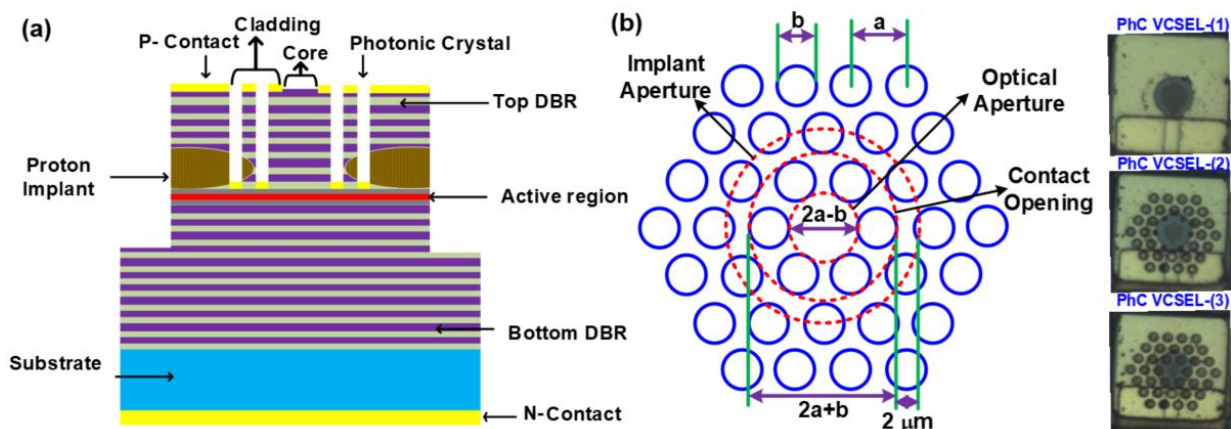 (a)
Cladding
P- Contact
Photonic Crystal
Core
Top DBR
Proton
Implant
Active region
Bottom DBR
Substrate
N-Contact
(b)
b
a
Implant
Aperture
Optical
Aperture
2a-b
Contact
Opening
2a+b
2 μm
PhC VCSEL-(1)
PhC VCSEL-(2)
PhC VCSEL-(3)